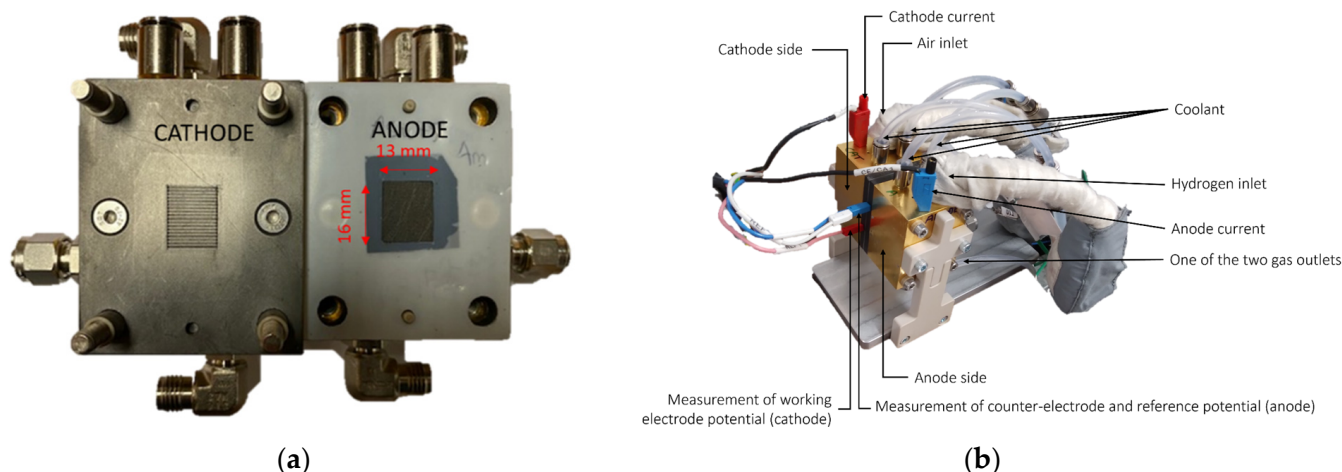 CATHODE
ANODE
13 mm
16 mm
(a)
Cathode current
Cathode side
Air inlet
Coolant
Hydrogen inlet
Anode current
One of the two gas outlets
Anode side
Measurement of working
electrode potential (cathode)
Measurement of counter-electrode and reference potential (anode)
(b)